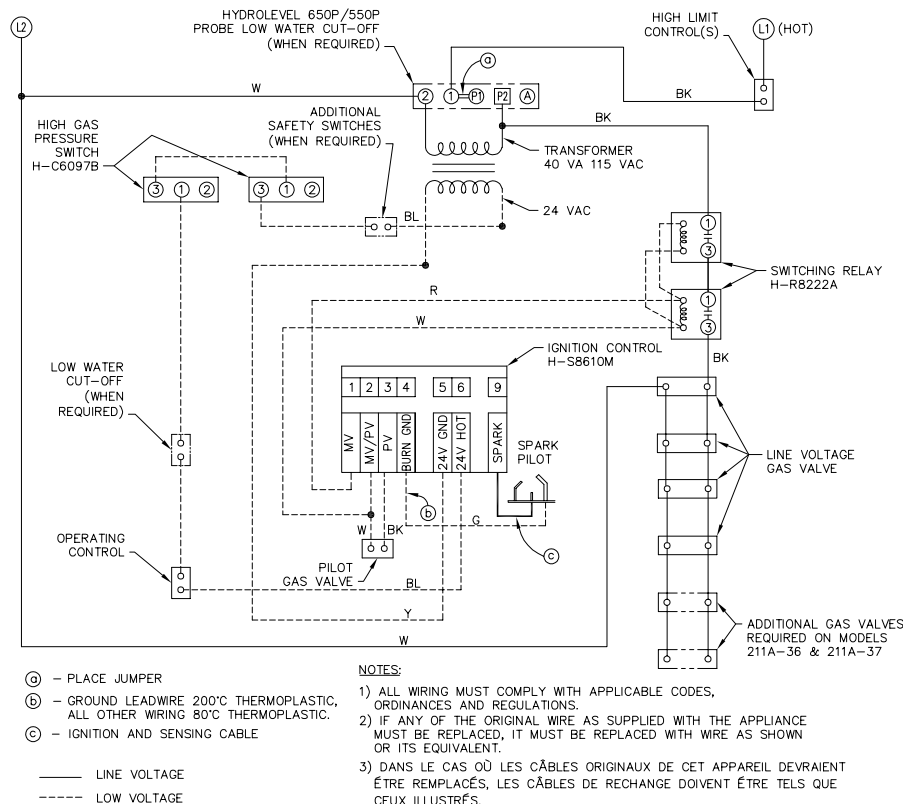 L2
HYDROLEVEL 650P/550P
PROBE LOW WATER CUT-OFF
(WHEN REQUIRED)
HIGH LIMIT
CONTROL(S)
L1 (HOT)
a
W
2 1 P1 P2 A
BK
ADDITIONAL
SAFETY SWITCHES
(WHEN REQUIRED)
BK
HIGH GAS
PRESSURE
SWITCH
H-C6097B
TRANSFORMER
40 VA 115 VAC
3 1 2
3 1 2
24 VAC
BL
1
3
SWITCHING RELAY
H-R8222A
1
3
R
W
BK
IGNITION CONTROL
H-S8610M
LOW WATER
CUT-OFF
(WHEN
REQUIRED)
1 2 3 4 5 6 9
MV
MV/PV
PV
BURN GND
24V GND
24V HOT
SPARK
SPARK
PILOT
LINE VOLTAGE
GAS VALVE
b
G
c
W BK
OPERATING
CONTROL
PILOT
GAS VALVE
BL
Y
W
ADDITIONAL GAS VALVES
REQUIRED ON MODELS
211A-36 & 211A-37
a - PLACE JUMPER
b - GROUND LEADWIRE 200°C THERMOPLASTIC,
ALL OTHER WIRING 80°C THERMOPLASTIC.
c - IGNITION AND SENSING CABLE
LINE VOLTAGE
LOW VOLTAGE
NOTES:
1) ALL WIRING MUST COMPLY WITH APPLICABLE CODES,
ORDINANCES AND REGULATIONS.
2) IF ANY OF THE ORIGINAL WIRE AS SUPPLIED WITH THE APPLIANCE
MUST BE REPLACED, IT MUST BE REPLACED WITH WIRE AS SHOWN
OR ITS EQUIVALENT.
3) DANS LE CAS OÙ LES CÂBLES ORIGINAUX DE CET APPAREIL DEVRAIENT
ÉTRE REMPLACÉS, LES CÂBLES DE RECHANGE DOIVENT ÉTRE TELS QUE
CEUX ILLUSTRÉS.